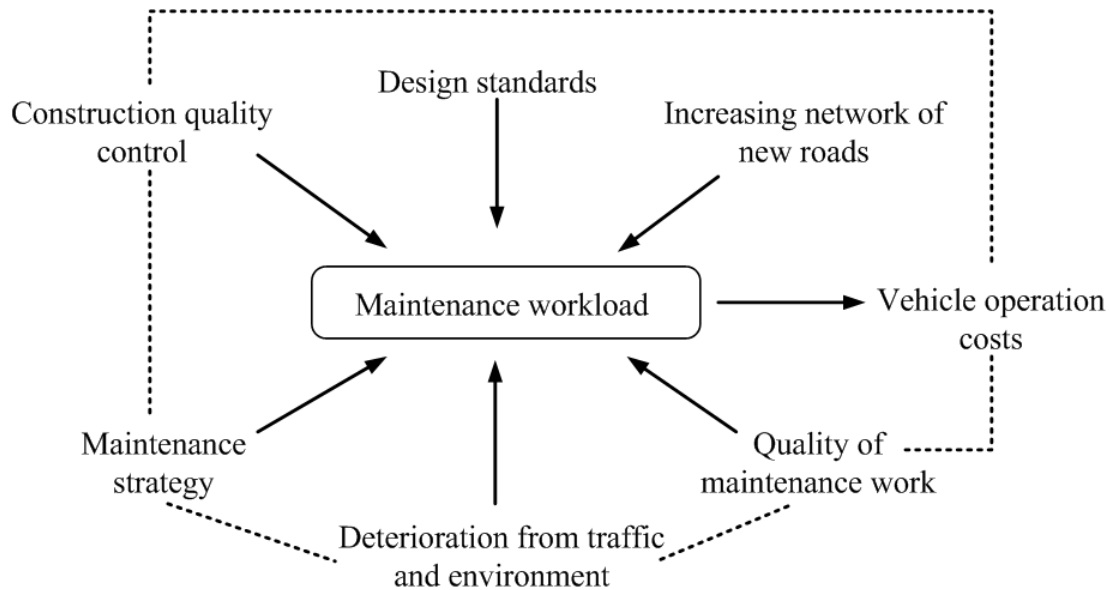 Design standards
Construction quality
control
Increasing network of
new roads
Maintenance workload
Vehicle operation
costs
Maintenance
strategy
Quality of
maintenance work
Deterioration from traffic
and environment